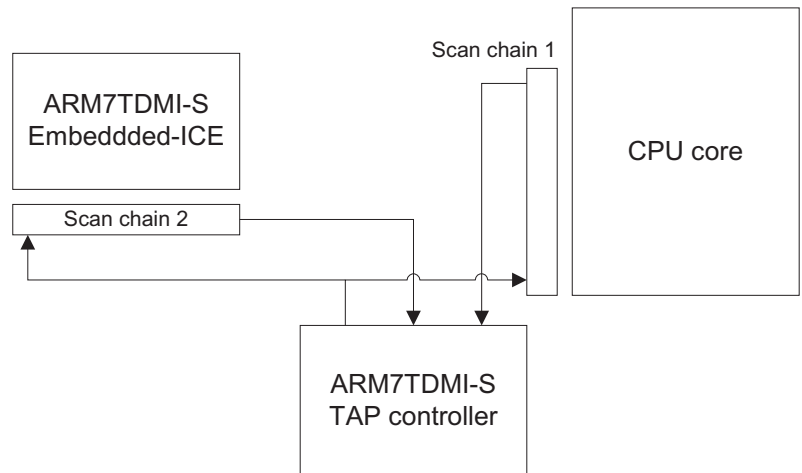 Scan chain 1
ARM7TDMI-S
Embeddded-ICE
CPU core
Scan chain 2
ARM7TDMI-S
TAP controller